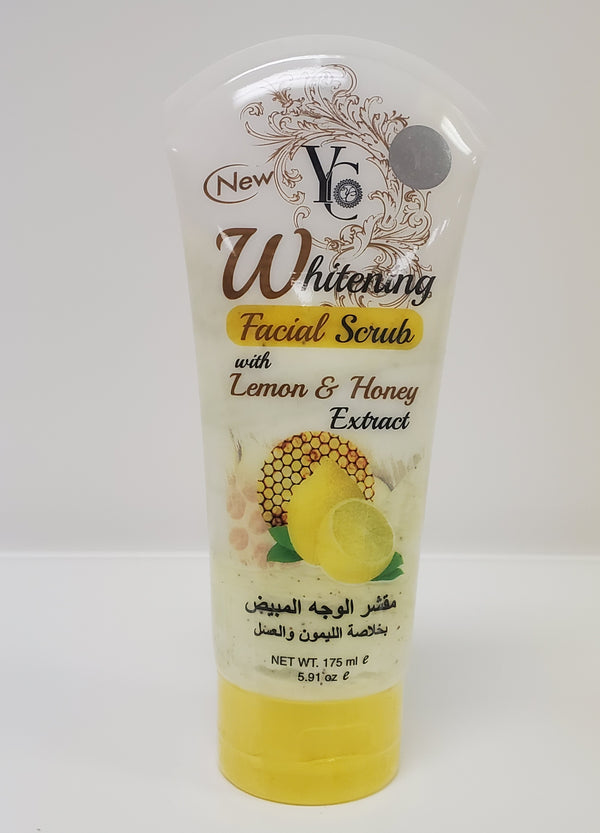 New
YC
Whitening
Facial Scrub
with
Lemon & Honey
Extract
مقشر الوجه المبيض
بخلاصة الليمون والعسل
NET WT. 175 ml e
5.91 oz e